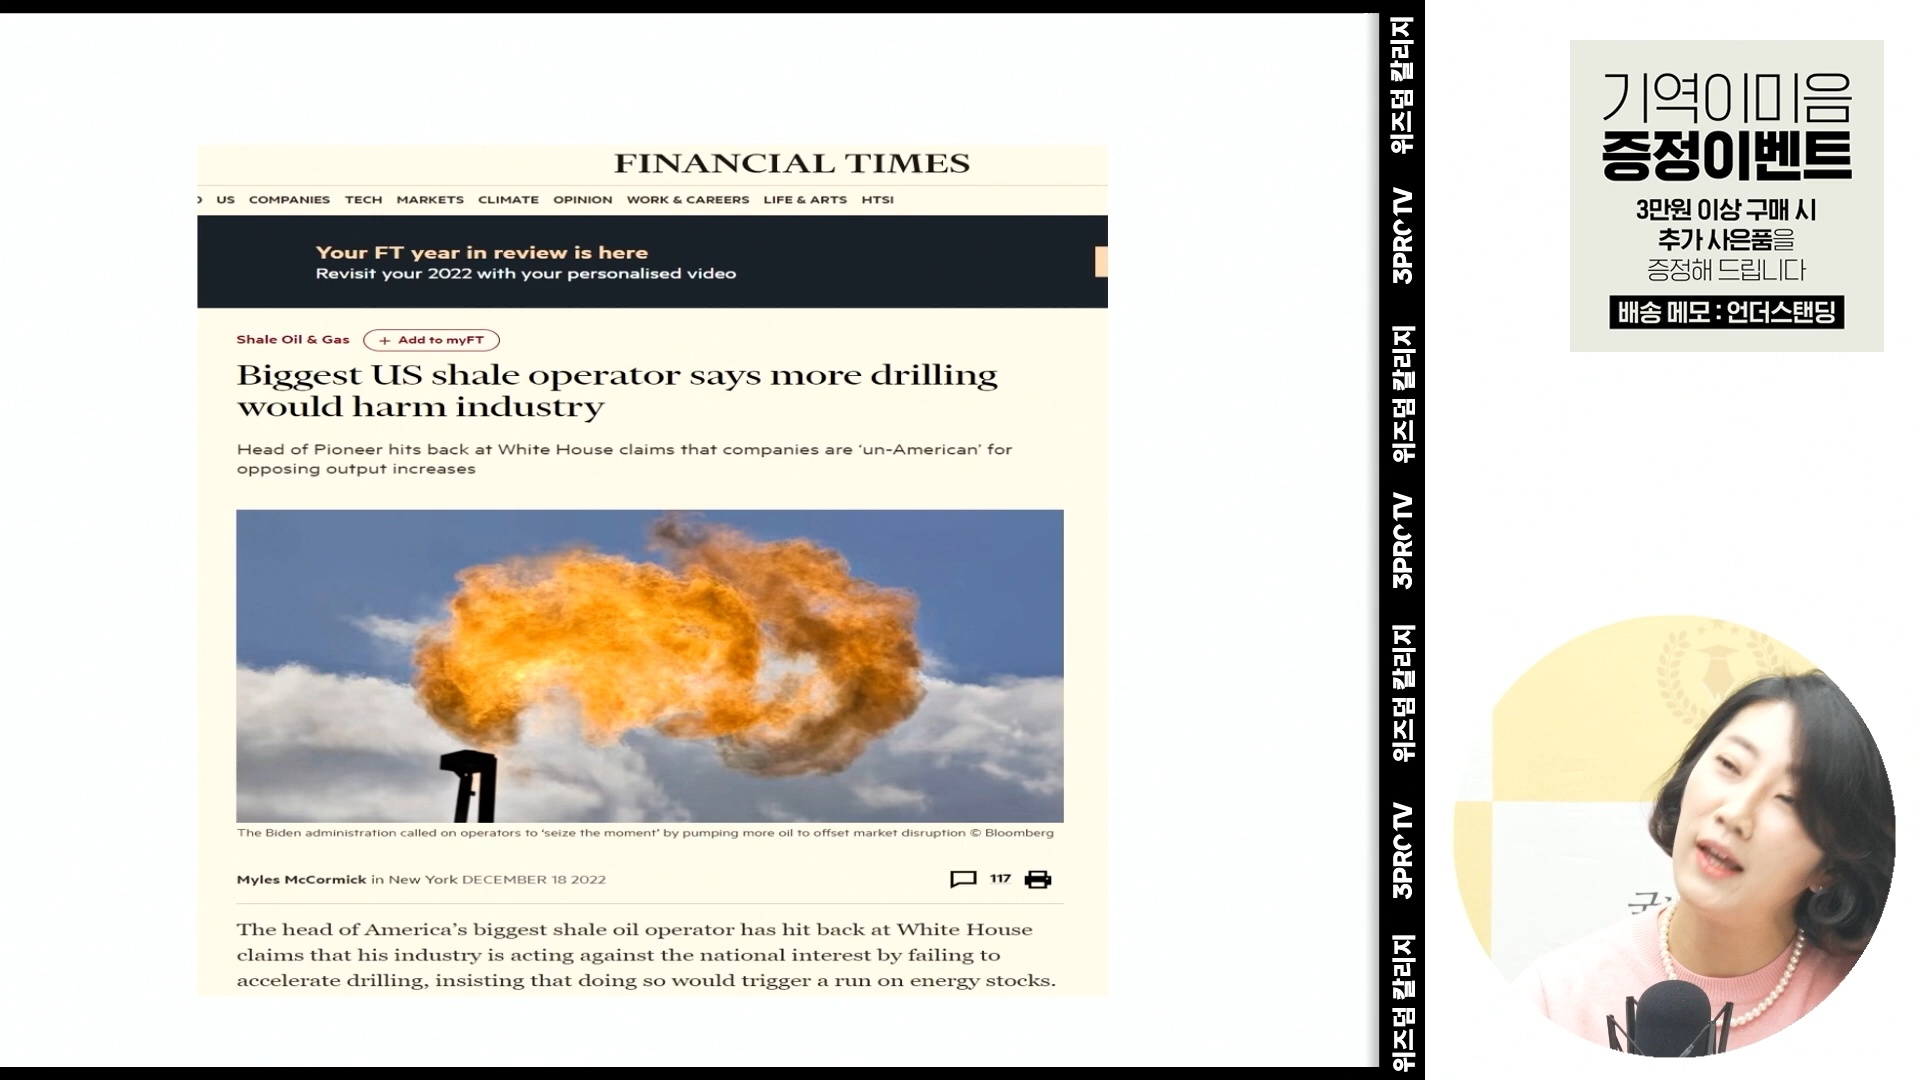 FINANCIAL TIMES
US COMPANIES TECH MARKETS CLIMATE OPINION WORK & CAREERS LIFE & ARTS HTSI
Your FT year in review is here
Revisit your 2022 with your personalised video
Shale Oil & Gas + Add to myFT
Biggest US shale operator says more drilling
would harm industry
Head of Pioneer hits back at White House claims that companies are ‘un-American’ for
opposing output increases
The Biden administration called on operators to ‘seize the moment’ by pumping more oil to offset market disruption © Bloomberg
Myles McCormick in New York DECEMBER 18 2022
117
The head of America’s biggest shale oil operator has hit back at White House
claims that his industry is acting against the national interest by failing to
accelerate drilling, insisting that doing so would trigger a run on energy stocks.
위즈덤 칼리지
3PROTV
위즈덤 칼리지
3PROTV
위즈덤 칼리지
3PROTV
위즈덤 칼리지
기역이미음
증정이벤트
3만원 이상 구매 시
추가 사은품을
증정해 드립니다
배송 메모 : 언더스탠딩